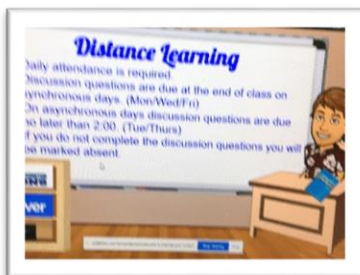 Distance Learning
Daily attendance is required.
Discussion questions are due at the end of class on
synchronous days. (Mon/Wed/Fri)
On asynchronous days discussion questions are due
no later than 2:00. (Tue/Thurs)
If you do not complete the discussion questions you will
be marked absent.